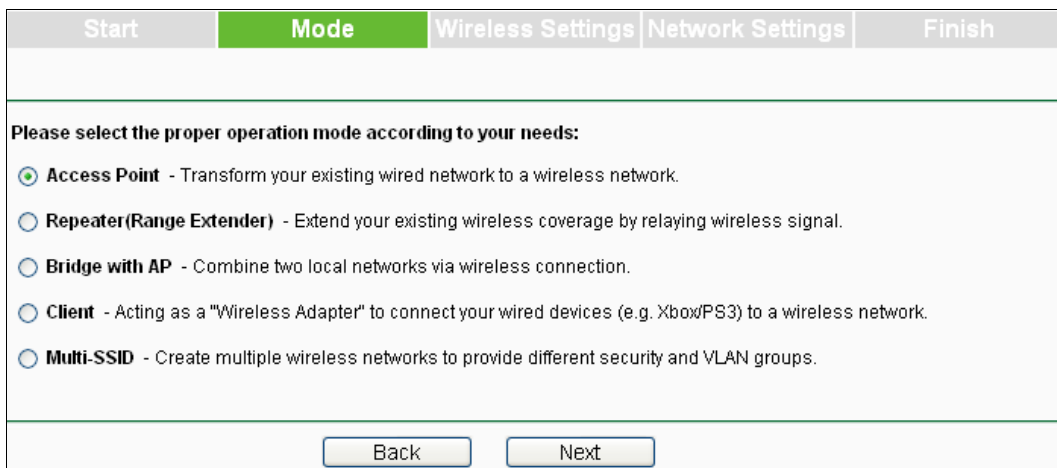 Start Mode Wireless Settings Network Settings Finish
Please select the proper operation mode according to your needs:
Access Point - Transform your existing wired network to a wireless network.
Repeater(Range Extender) - Extend your existing wireless coverage by relaying wireless signal.
Bridge with AP - Combine two local networks via wireless connection.
Client - Acting as a "Wireless Adapter" to connect your wired devices (e.g. Xbox/PS3) to a wireless network.
Multi-SSID - Create multiple wireless networks to provide different security and VLAN groups.
Back Next